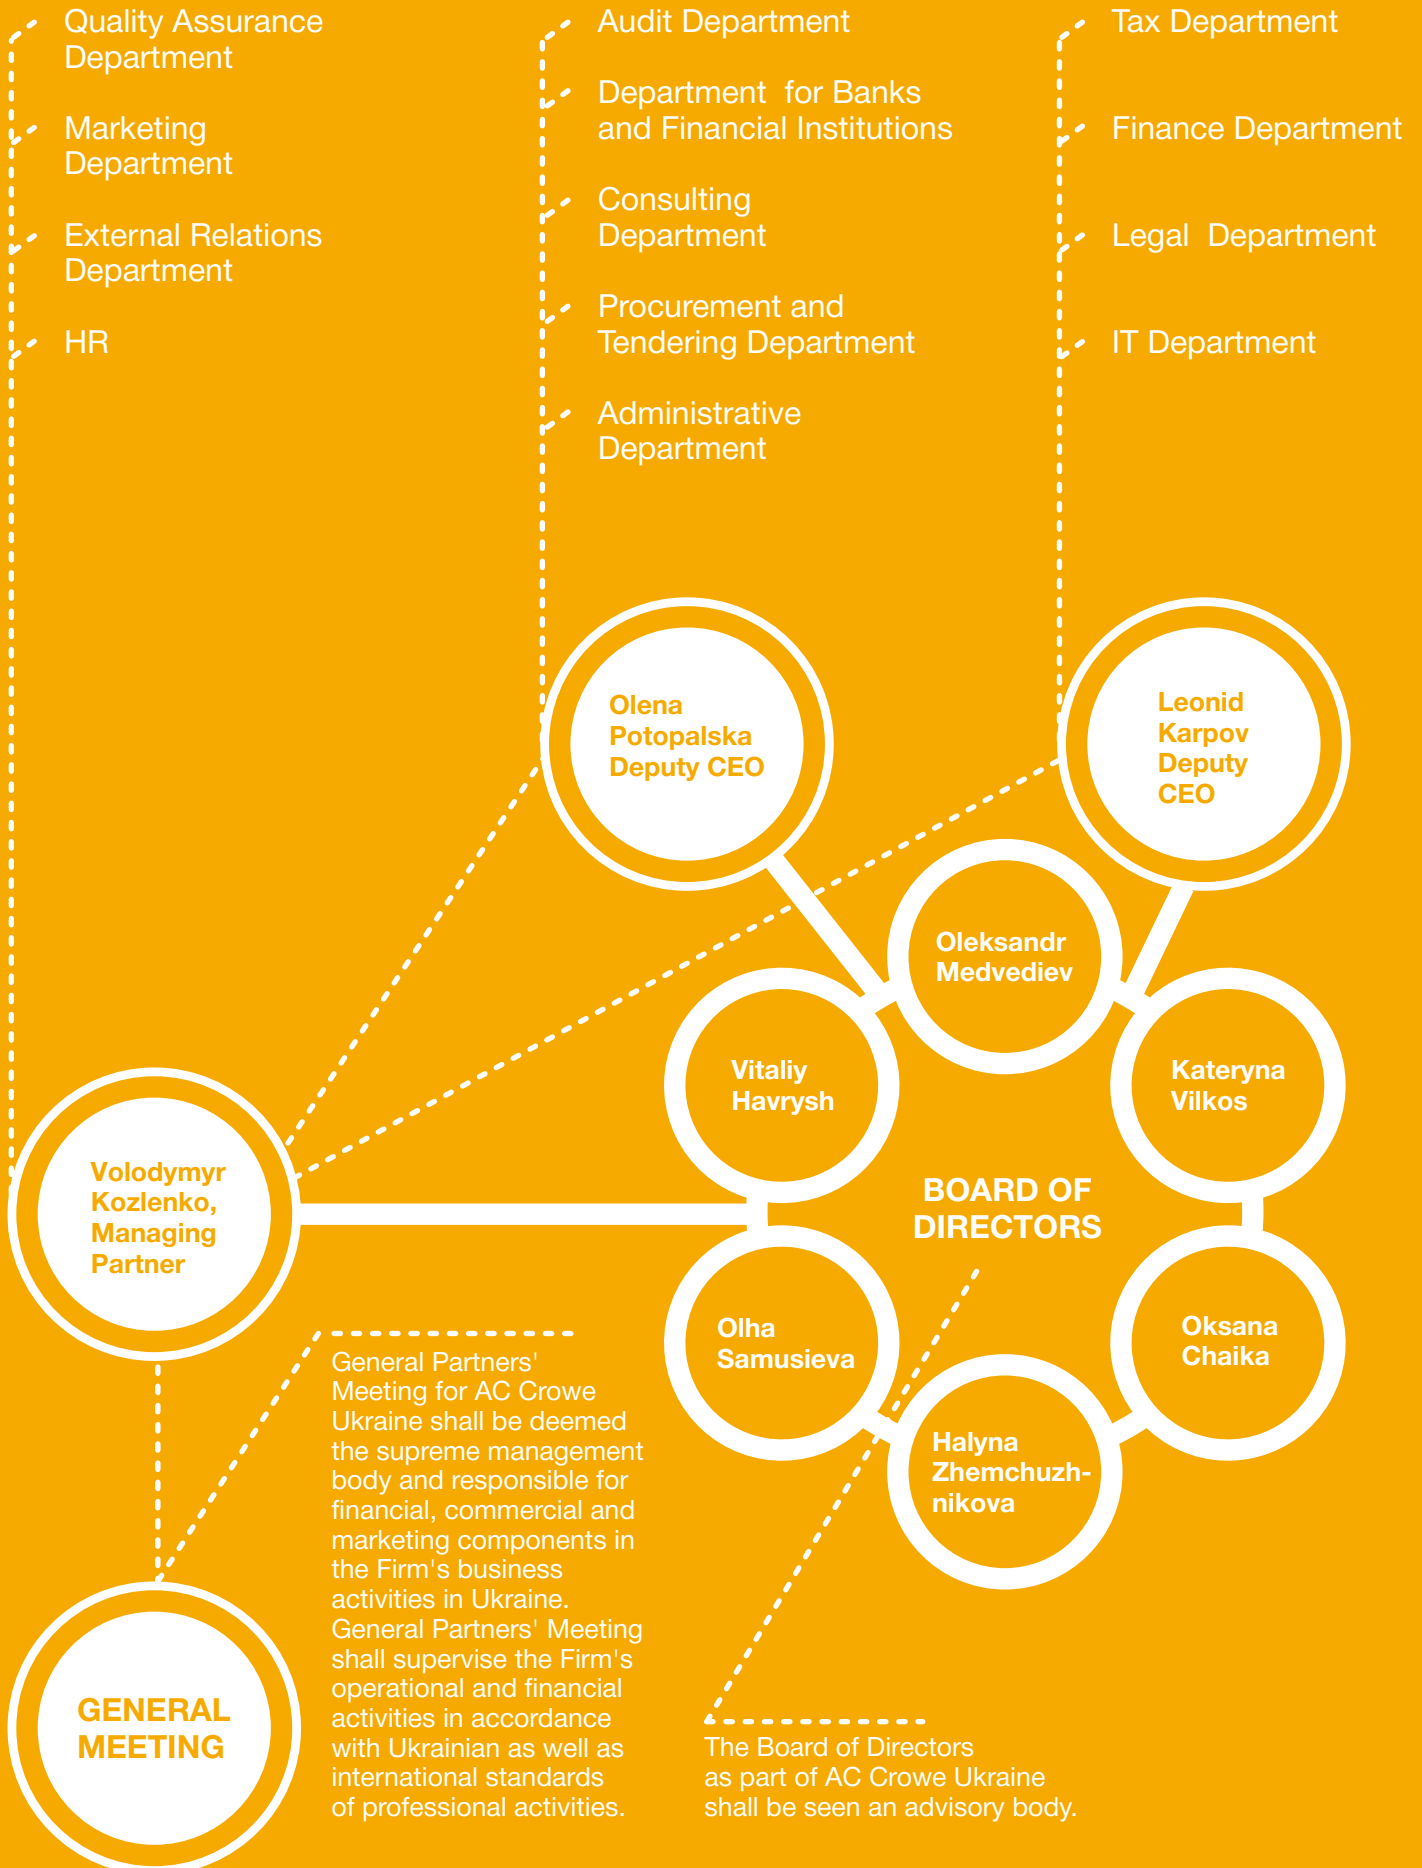 Quality Assurance
Department
Marketing
Department
External Relations
Department
HR
Audit Department
Department  for Banks
and Financial Institutions
Consulting
Department
Procurement and
Tendering Department
Administrative
Department
Tax Department
Finance Department
Legal  Department
IT Department
Olena
Potopalska
Deputy CEO
Leonid
Karpov
Deputy
CEO
Oleksandr
Medvediev
Vitaliy
Havrysh
Kateryna
Vilkos
Volodymyr
Kozlenko,
Managing
Partner
BOARD OF
DIRECTORS
Olha
Samusieva
Oksana
Chaika
Halyna
Zhemchuzh-
nikova
General Partners'
Meeting for AC Crowe
Ukraine shall be deemed
the supreme management
body and responsible for
financial, commercial and
marketing components in
the Firm's business
activities in Ukraine.
General Partners' Meeting
shall supervise the Firm's
operational and financial
activities in accordance
with Ukrainian as well as
international standards
of professional activities.
GENERAL
MEETING
The Board of Directors
as part of AC Crowe Ukraine
shall be seen an advisory body.